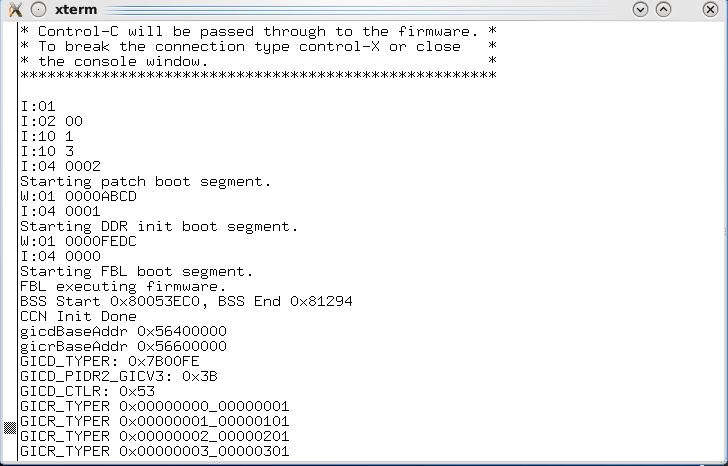 xterm
* Control-C will be passed through to the firmware. *
* To break the connection type control-X or close   *
* the console window.                               *
*****************************************************
I:01
I:02 00
I:10 1
I:10 3
I:04 0002
Starting patch boot segment.
W:01 0000ABCD
I:04 0001
Starting DDR init boot segment.
W:01 0000FEDC
I:04 0000
Starting FBL boot segment.
FBL executing firmware.
BSS Start 0x80053EC0, BSS End 0x81294
CCN Init Done
gicdBaseAddr 0x56400000
gicrBaseAddr 0x56600000
GICD_TYPER: 0x7B00FE
GICD_PIDR2_GICV3: 0x3B
GICD_CTLR: 0x53
GICR_TYPER 0x00000000_00000001
GICR_TYPER 0x00000001_00000101
GICR_TYPER 0x00000002_00000201
GICR_TYPER 0x00000003_00000301